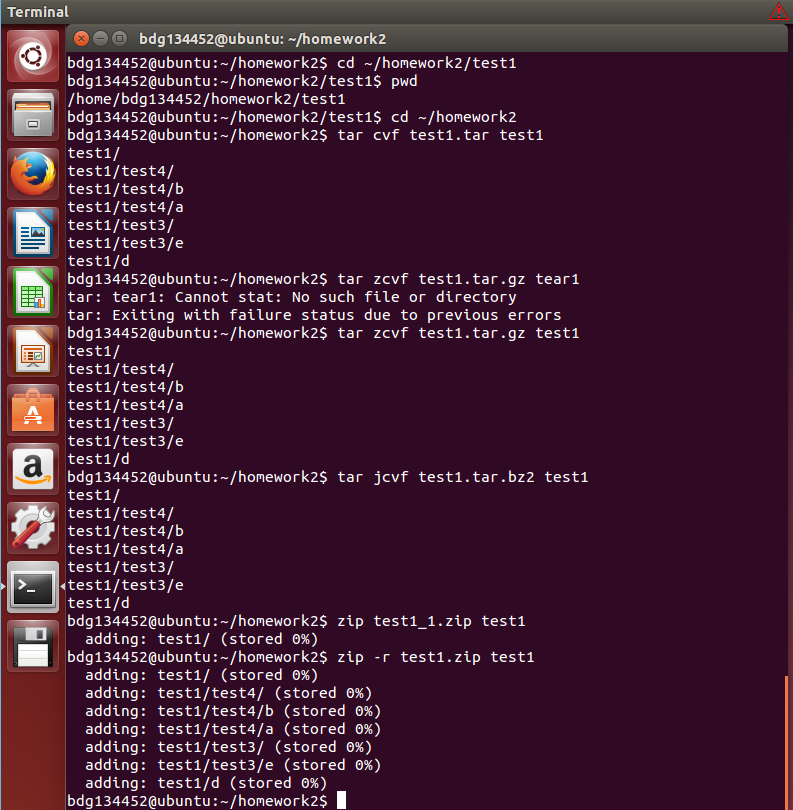 Terminal
bdg134452@ubuntu: ~/homework2
bdg134452@ubuntu:~/homework2$ cd ~/homework2/test1
bdg134452@ubuntu:~/homework2/test1$ pwd
/home/bdg134452/homework2/test1
bdg134452@ubuntu:~/homework2/test1$ cd ~/homework2
bdg134452@ubuntu:~/homework2$ tar cvf test1.tar test1
test1/
test1/test4/
test1/test4/b
test1/test4/a
test1/test3/
test1/test3/e
test1/d
bdg134452@ubuntu:~/homework2$ tar zcvf test1.tar.gz tear1
tar: tear1: Cannot stat: No such file or directory
tar: Exiting with failure status due to previous errors
bdg134452@ubuntu:~/homework2$ tar zcvf test1.tar.gz test1
test1/
test1/test4/
test1/test4/b
test1/test4/a
test1/test3/
test1/test3/e
test1/d
bdg134452@ubuntu:~/homework2$ tar jcvf test1.tar.bz2 test1
test1/
test1/test4/
test1/test4/b
test1/test4/a
test1/test3/
test1/test3/e
test1/d
bdg134452@ubuntu:~/homework2$ zip test1_1.zip test1
  adding: test1/ (stored 0%)
bdg134452@ubuntu:~/homework2$ zip -r test1.zip test1
  adding: test1/ (stored 0%)
  adding: test1/test4/ (stored 0%)
  adding: test1/test4/b (stored 0%)
  adding: test1/test4/a (stored 0%)
  adding: test1/test3/ (stored 0%)
  adding: test1/test3/e (stored 0%)
  adding: test1/d (stored 0%)
bdg134452@ubuntu:~/homework2$